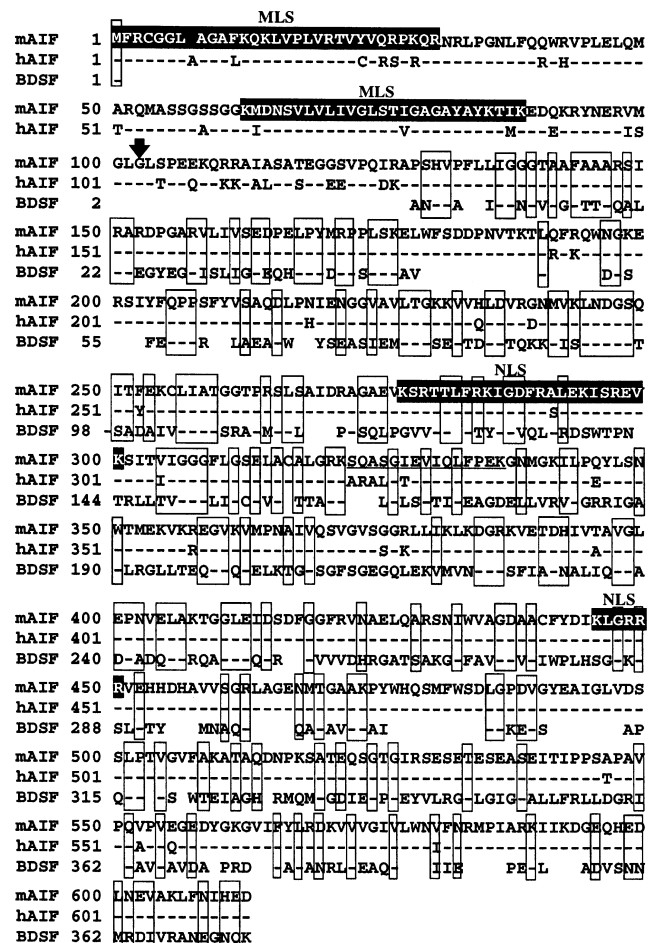 MLS
mAIF 1 MFRCGGL AGAFKQKLVPLVRTVYVQRPKQRNRLPGNLFQQWRVPLELQM
hAIF 1 -------A--F-------C-RS-R----------R-H-------
BDSF 1 -
MLS
mAIF 50 ARQMASSGSSGGKMDNSVLVLIVGLSTIGAGAYAYKTIKEDQKRYNERVM
hAIF 51 T------A---I-----------V--------M---E------IS
mAIF 100 GLGLSPEEKQRRAIASATEGGSVPQIRAPSHVPFLLIGGGTAAFAAARSI
hAIF 101 ---T--Q--KK-AL---S--EE---DK----------------------
BDSF 2 AN--A I--N-V-G-TT-QAL
mAIF 150 RARDPGARVLIVSEDPELPYMRPPLSKELWFSDDPNVTKTLQFRQWNGKE
hAIF 151 ------------------------------------------R-K------
BDSF 22 --EGYEG-ISLIG-EQH---D--S---AV - D-S
mAIF 200 RSIYFQPPSFYVSAQDLPNIENGGVAVLTGKKVVHLDVRGNMVKLNDGSQ
hAIF 201 ------------------H-------------Q----D------------
BDSF 55 FE---R LAEA-W YSEASIEM---SE--TD--TQKK-IS-----T
NLS
mAIF 250 ITFEKCLIATGGTPRSLSAIDRAGAEVKSRTTLFRKIGDFRALEKISREV
hAIF 251 --Y----------------------------------------S-------
BDSF 98 -SADAIV-----SRA-M--L P-SQLPGVV---TY---VQL-RDSWTPN
mAIF 300 KSITVIGGGFLGSELACALGRKSQASGIEVIQLFPEKGNMGKILPQYLSN
hAIF 301 ----I------------------ARAL-T----------------E-----
BDSF 144 TRLLTV---LI-C-V--TTA---L L-S-TI-EAGDELLVRV-GRRIGA
mAIF 350 WTMEKVKREGVKVMPNAIVQSVGVSGGRLLIKLKDGRKVETDHIVTAVGL
hAIF 351 -------R----------------S-K-----------------A-----
BDSF 190 -LRGLLTEQ--Q--ELKTG-SGFSGEGQLEKVMVN---SFIA-NALIQ--A
mAIF 400 EPNVELAKTGGLEIDSDFGGFRVNAELQARSNIWVAGDAACFYDIKLGRR
NLS
hAIF 401 --------------------------------------------------
BDSF 240 D-ADQ--RQA---Q-R ---VVVDHRGATSAKG-FAV--V-IWPLHSG-K-
mAIF 450 RVEHHDHAVVSGRLAGENMTGAAKPYWHQSMFWSDLGPDVGYEAIGLVDS
hAIF 451 --------------------------------------------------
BDSF 288 SL-TY MNAQ- QA-AV--AI ---KE-S AP
mAIF 500 SLPTVGVFAKATAQDNPKSATEQSGTGIRSESETESEASEITIPPSAPAV
hAIF 501 ----------------------------------------------T---
BDSF 315 Q---S WTEIAGH RMQM-GDIEP-PEYVLRG-LGIG-ALLFRLLDGRI
mAIF 550 PQVPVEGEDYGKGVIFYLRDKVVVGIVLWNVFNRMPIARKIIKDGEQHED
hAIF 551 --A--Q------------------------I-------------------
BDSF 362 -AV-AVDA PRD -A-ANRL-EAQ---IIE PE-L ADVSNN
mAIF 600 LNEVAKLFNIHED
hAIF 601 -------------
BDSF 362 MRDIVRANEGNQK